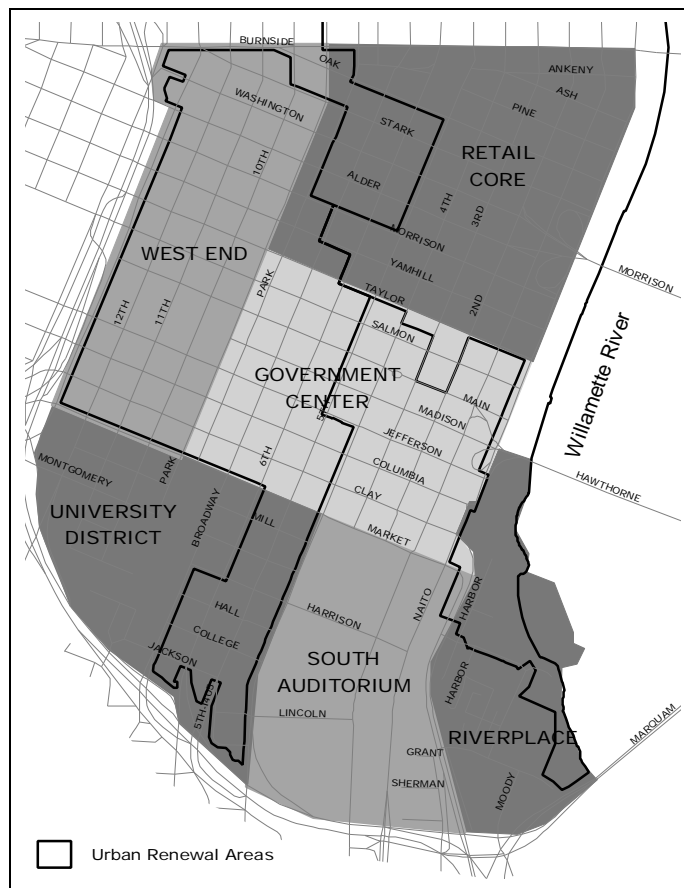 BURNSIDE
OAK
ANKENY
ASH
WASHINGTON
PINE
STARK
RETAIL
CORE
10TH
ALDER
4TH
3RD
MORRISON
WEST END
YAMHILL
MORRISON
PARK
TAYLOR
2ND
12TH
11TH
SALMON
Willamette River
GOVERNMENT
CENTER
MAIN
MADISON
JEFFERSON
6TH
COLUMBIA
MONTGOMERY
PARK
CLAY
HAWTHORNE
UNIVERSITY
DISTRICT
BROADWAY
MILL
MARKET
HALL
HARRISON
NAITO
HARBOR
COLLEGE
JACKSON
SOUTH
AUDITORIUM
HARBOR
LINCOLN
RIVERPLACE
MARQUAM
GRANT
SHERMAN
MOODY
Urban Renewal Areas